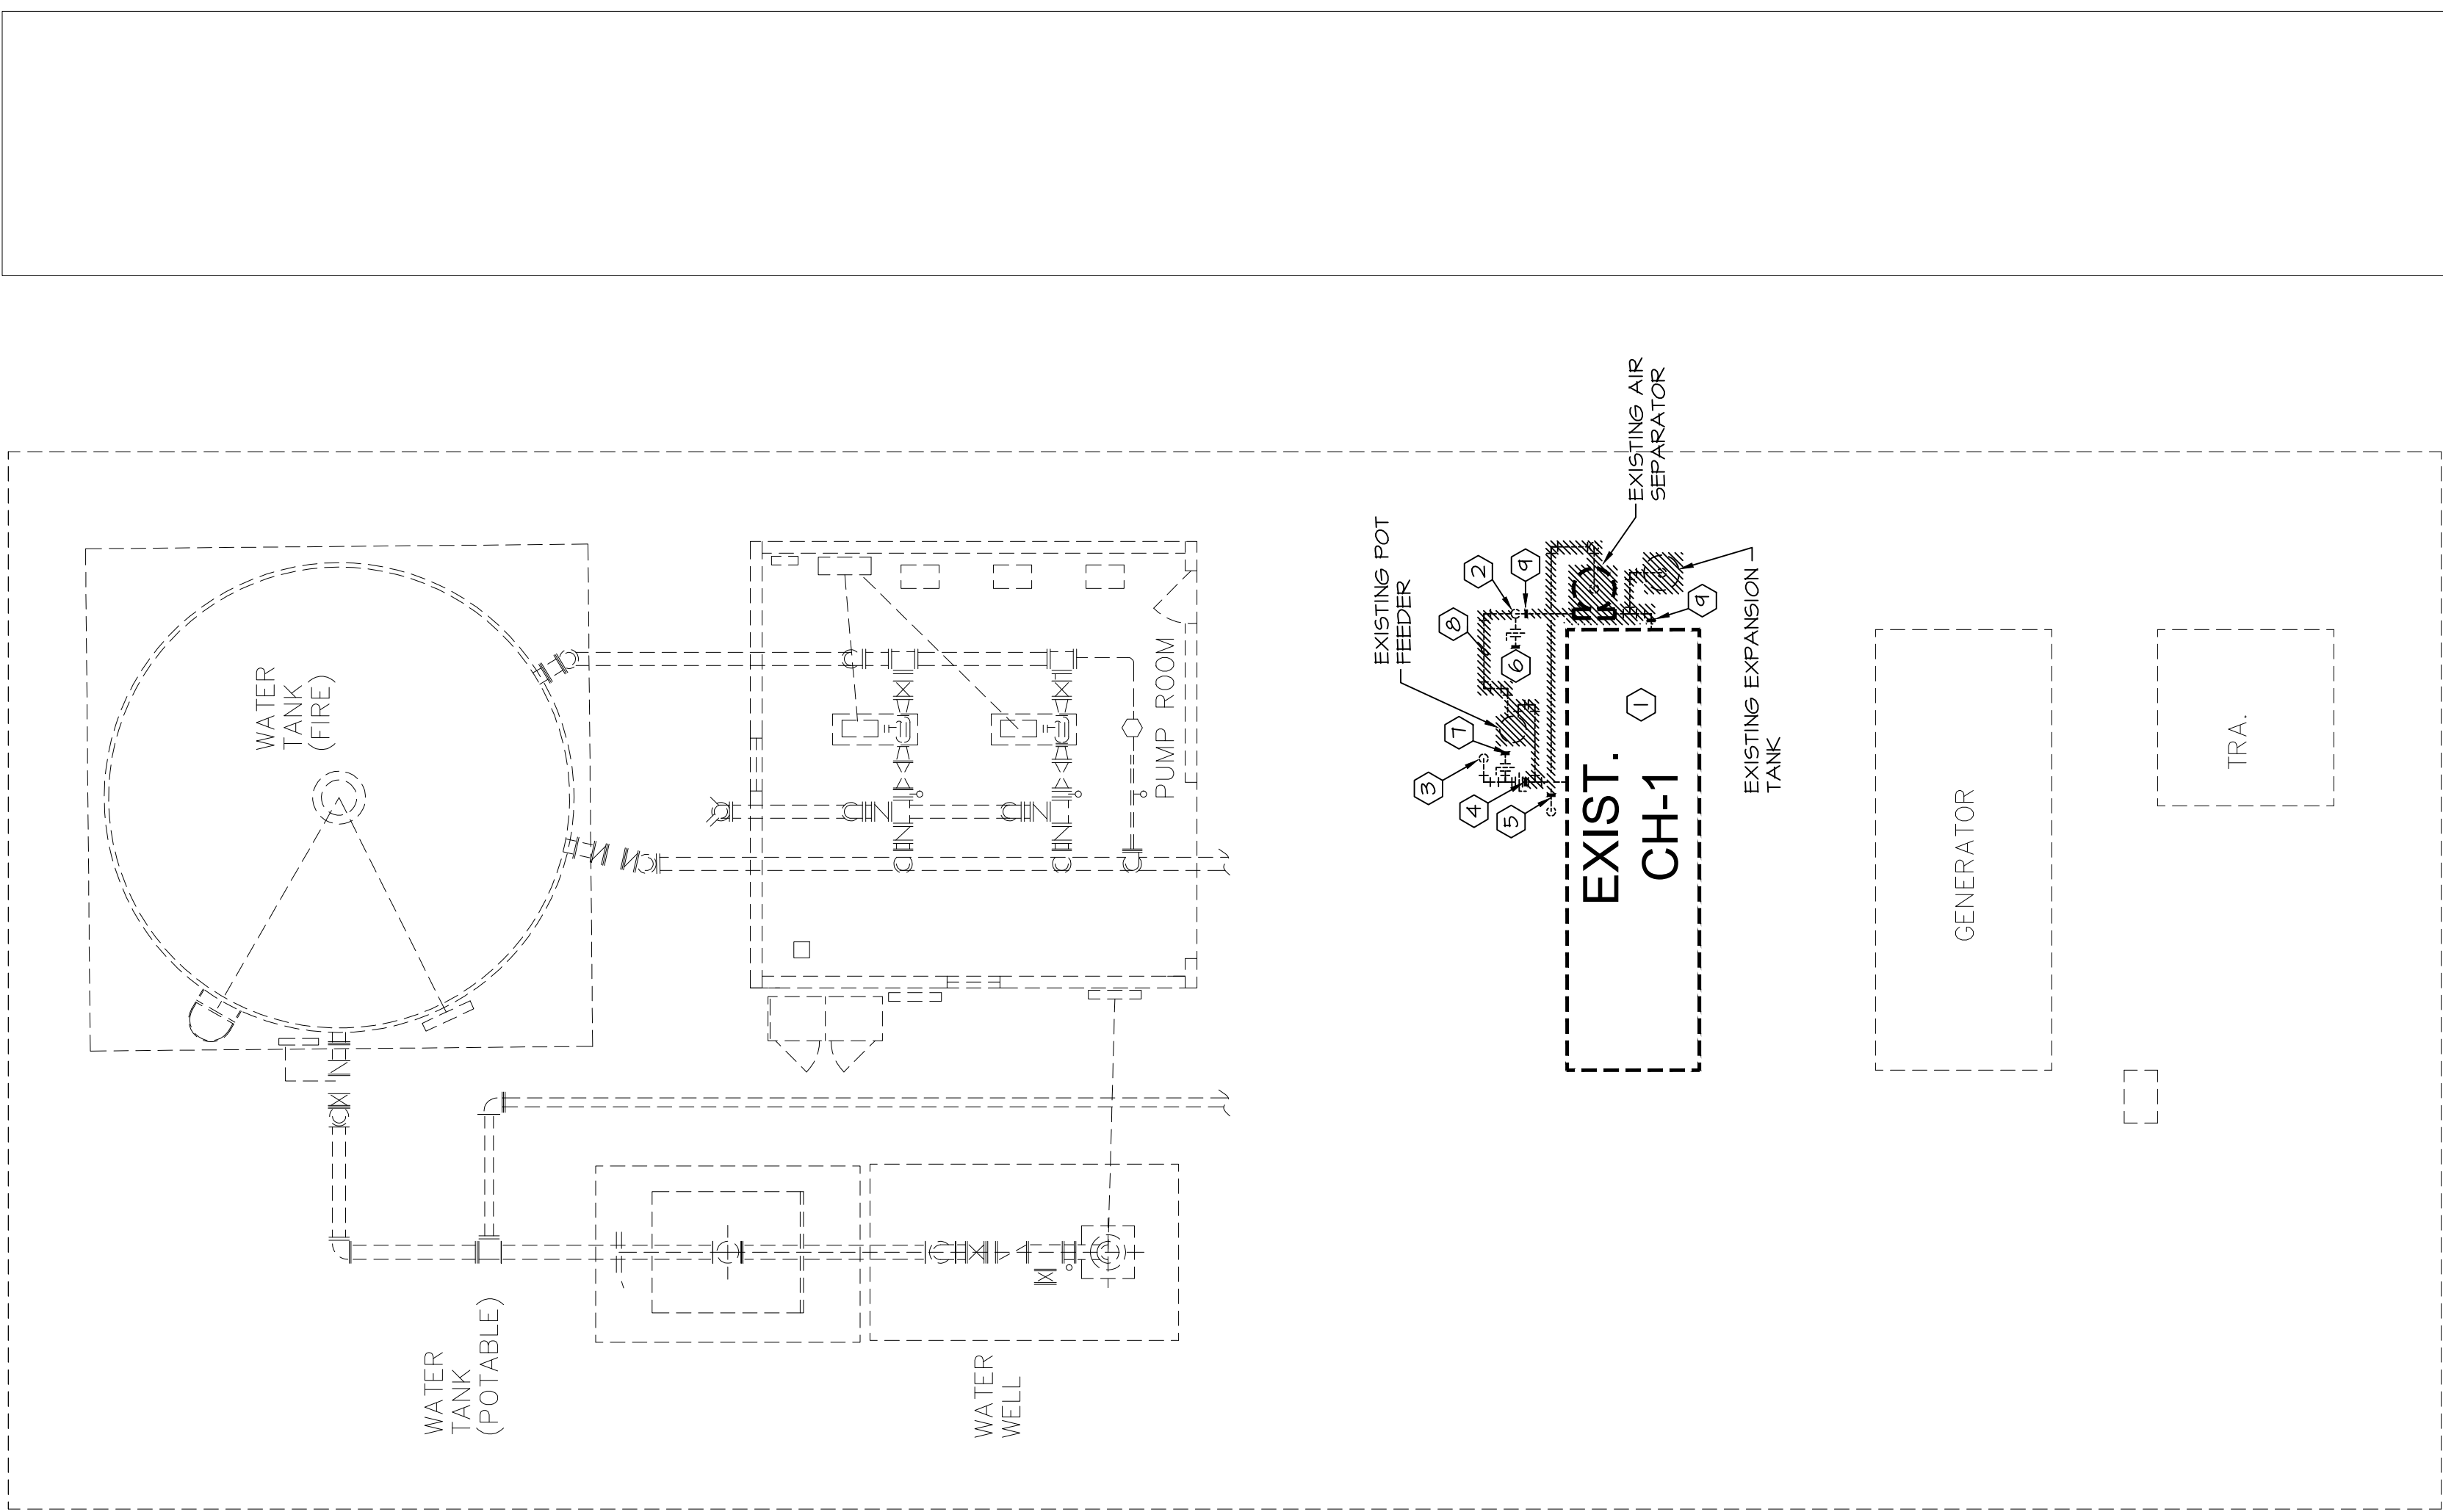 WATER
TANK
(FIRE)
PUMP ROOM
WATER
TANK
(POTABLE)
WATER
WELL
EXISTING POT
FEEDER
EXISTING AIR
SEPARATOR
EXISTING EXPANSION
TANK
2
9
8
6
7
3
4
5
9
1
EXIST.
CH-1
GENERATOR
TRA.